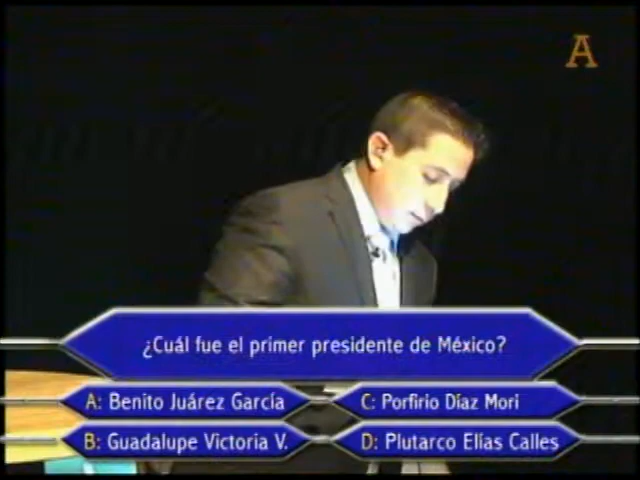 A
¿Cuál fue el primer presidente de México?
A: Benito Juárez García
C: Porfirio Díaz Mori
B: Guadalupe Victoria V.
D: Plutarco Elías Calles